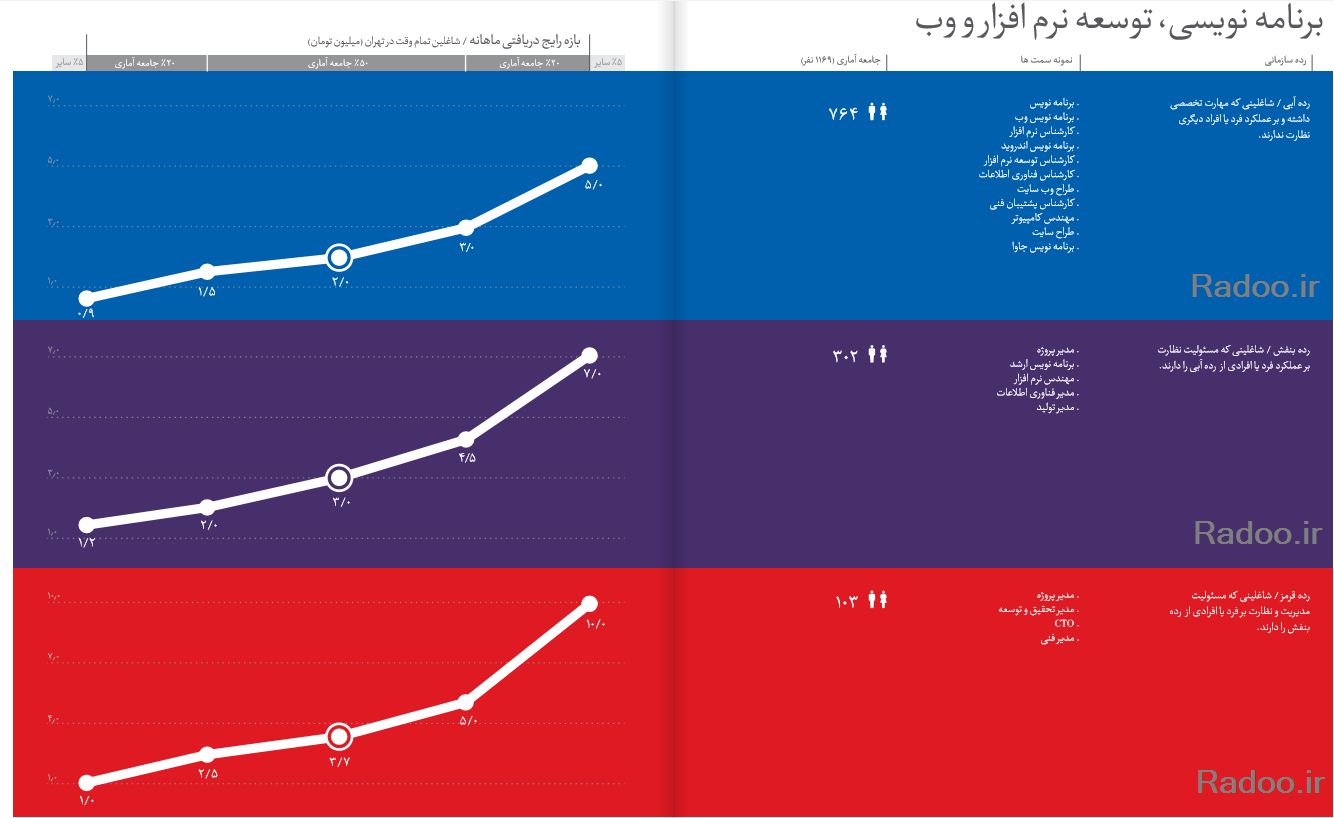 برنامه نویسی، توسعه نرم افزار و وب
رده سازمانی
نمونه سمت ها
جامعه آماری (۱۱۶۹ نفر)
بازه رایج دریافتی ماهانه / شاغلین تمام وقت در تهران (میلیون تومان)
۵٪ سایر
۲۰٪ جامعه آماری
۵۰٪ جامعه آماری
۲۰٪ جامعه آماری
۵٪ سایر
رده آبی / شاغلینی که مهارت تخصصی
داشته و بر عملکرد فرد یا افراد دیگری
نظارت ندارند.
. برنامه نویس
. برنامه نویس وب
. کارشناس نرم افزار
. برنامه نویس اندروید
. کارشناس توسعه نرم افزار
. کارشناس فناوری اطلاعات
. طراح وب سایت
. کارشناس پشتیبان فنی
. مهندس کامپیوتر
. طراح سایت
. برنامه نویس جاوا
۷۶۴
۷٫۰
۵٫۰
۳٫۰
۱٫۰
۵/۰
۳/۰
۲/۰
۱/۵
۰/۹
Radoo.ir
رده بنفش / شاغلینی که مسئولیت نظارت
بر عملکرد فرد یا افرادی از رده آبی را دارند.
. مدیر پروژه
. برنامه نویس ارشد
. مهندس نرم افزار
. مدیر فناوری اطلاعات
. مدیر تولید
۳۰۲
۷٫۰
۵٫۰
۳٫۰
۱٫۰
۷/۰
۴/۵
۳/۰
۲/۰
۱/۲
Radoo.ir
رده قرمز / شاغلینی که مسئولیت
مدیریت و نظارت بر فرد یا افرادی از رده
بنفش را دارند.
. مدیر پروژه
. مدیر تحقیق و توسعه
. CTO
. مدیر فنی
۱۰۳
۱۰٫۰
۷٫۰
۴٫۰
۱٫۰
۱۰/۰
۵/۰
۳/۷
۲/۵
۱/۰
Radoo.ir